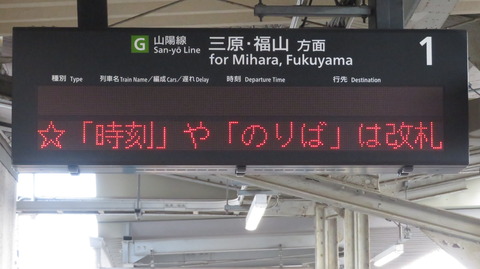 G 山陽線 三原・福山 方面 1
San-yō Line for Mihara, Fukuyama
種別 Type 列車名 Train Name／編成 Cars／遅れ Delay 時刻 Departure Time 行先 Destination
☆「時刻」や「のりば」は改札